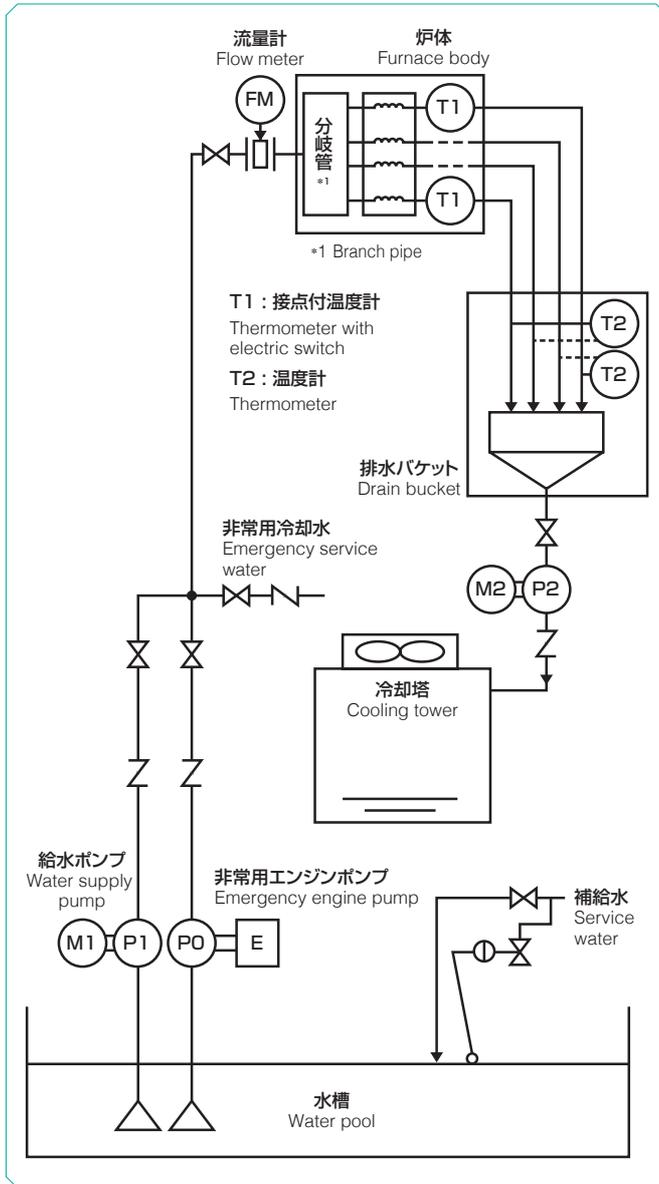 流量計
Flow meter
炉体
Furnace body
FM
T1
分岐管
*1
T1
*1 Branch pipe
T1：接点付温度計
Thermometer with
electric switch
T2：温度計
Thermometer
T2
T2
排水バケット
Drain bucket
非常用冷却水
Emergency service
water
M2
P2
冷却塔
Cooling tower
給水ポンプ
Water supply
pump
非常用エンジンポンプ
Emergency engine pump
M1
P1
P0
E
補給水
Service
water
水槽
Water pool